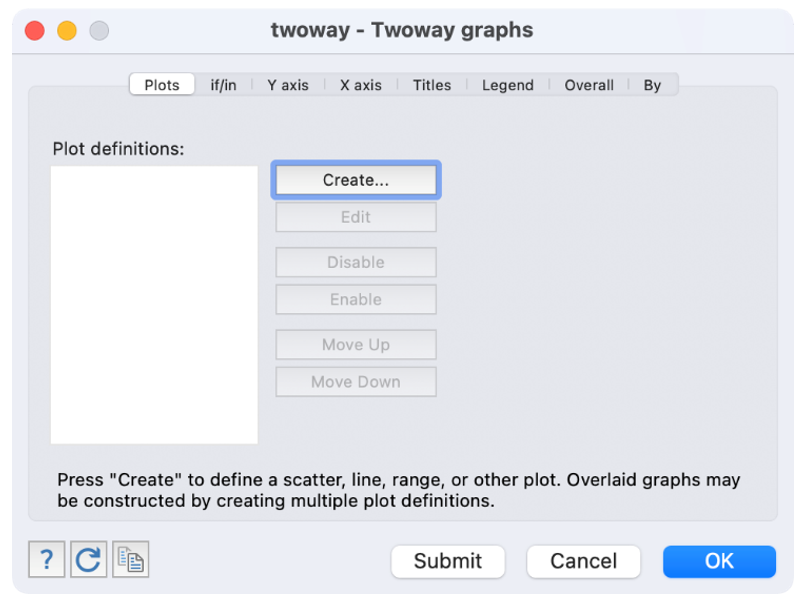 twoway - Twoway graphs
Plots if/in Y axis X axis Titles Legend Overall By
Plot definitions:
Create...
Edit
Disable
Enable
Move Up
Move Down
Press "Create" to define a scatter, line, range, or other plot. Overlaid graphs may
be constructed by creating multiple plot definitions.
? Submit Cancel OK